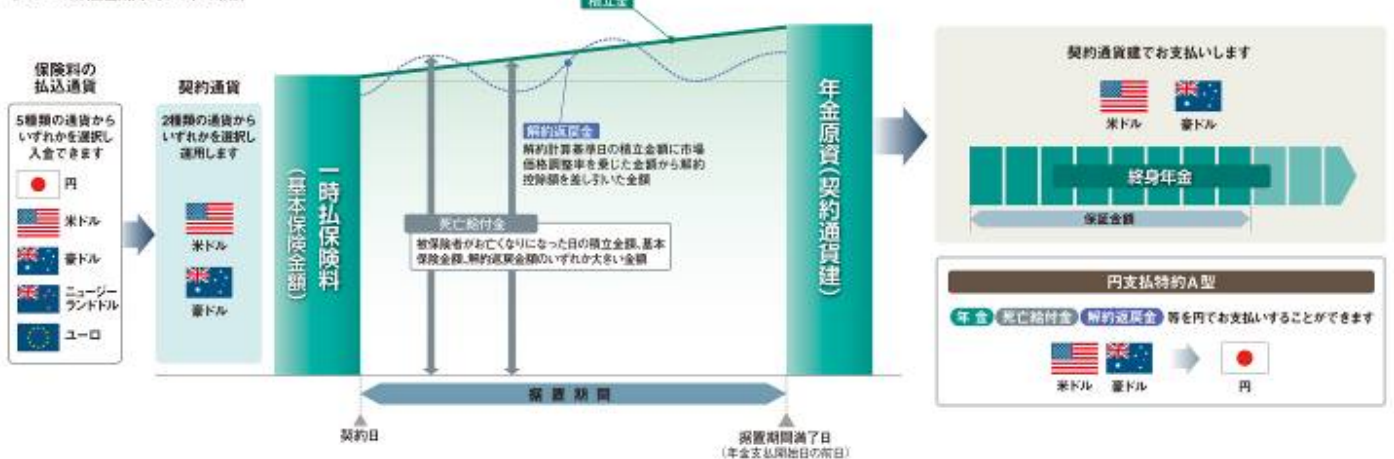 積立金
保険料の
払込通貨
5種類の通貨から
いずれかを選択し
入金できます
円
米ドル
豪ドル
ニュージー
ランドドル
ユーロ
契約通貨
2種類の通貨から
いずれかを選択し
運用します
米ドル
豪ドル
一時払保険料
(基本保険金額)
解約返戻金
解約計算基準日の積立金額に市場
価格調整率を乗じた金額から解約
控除額を差し引いた金額
死亡給付金
被保険者がお亡くなりになった日の積立金額、基本
保険金額、解約返戻金額のいずれか大きい金額
年金原資(契約通貨建)
据置期間
契約日
据置期間満了日
(年金支払開始日の前日)
契約通貨建でお支払いします
米ドル
豪ドル
終身年金
保証金額
円支払特約A型
年金 死亡給付金 解約返戻金 等を円でお支払いすることができます
米ドル 豪ドル 円